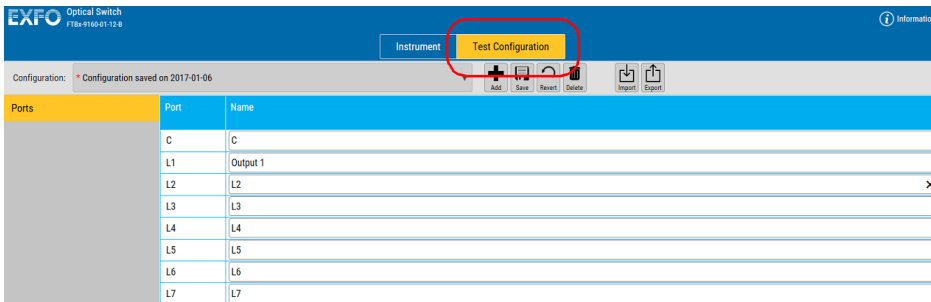 EXFO Optical Switch
FTBx-9160-01-12-B
Informatio
Instrument Test Configuration
Configuration: * Configuration saved on 2017-01-06
Add Save Revert Delete Import Export
Ports Port Name
C C
L1 Output 1
L2 L2
L3 L3
L4 L4
L5 L5
L6 L6
L7 L7